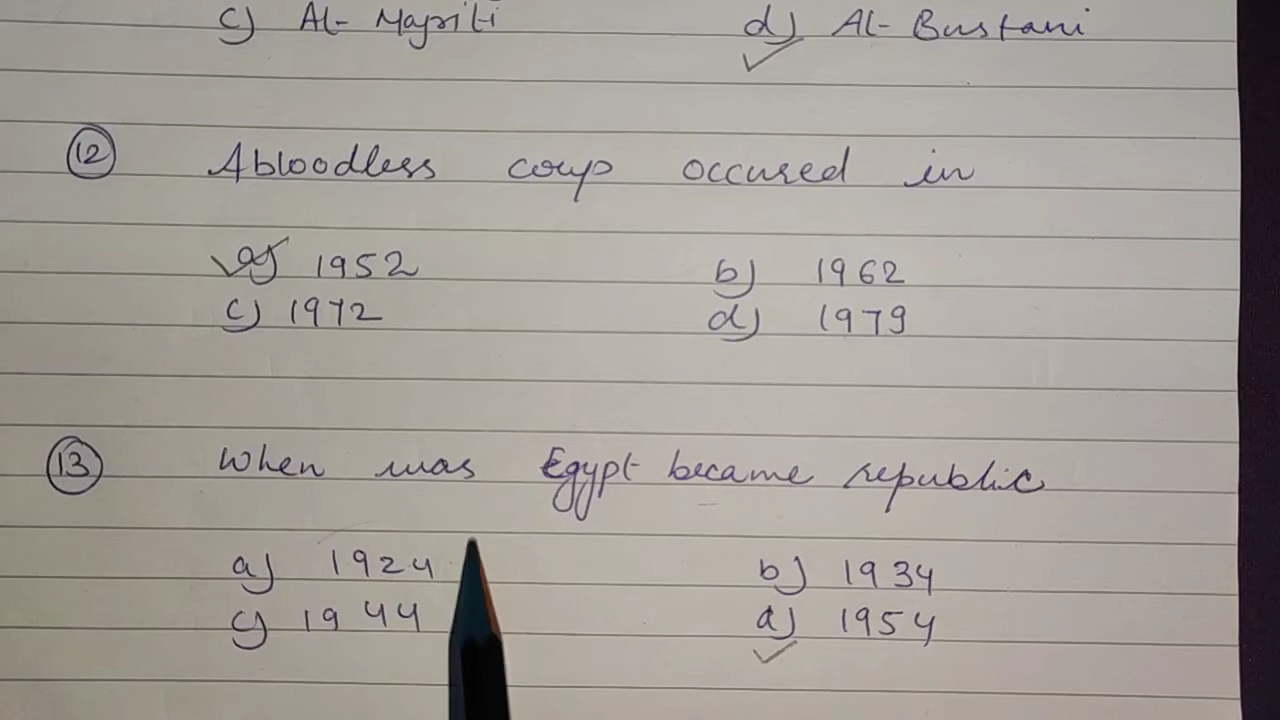 c) Al- Majriti d) Al- Bustani
12 A bloodless coup occured in
a) 1952 b) 1962
c) 1972 d) 1979
13 When was Egypt became republic
a) 1924 b) 1934
c) 1944 d) 1954